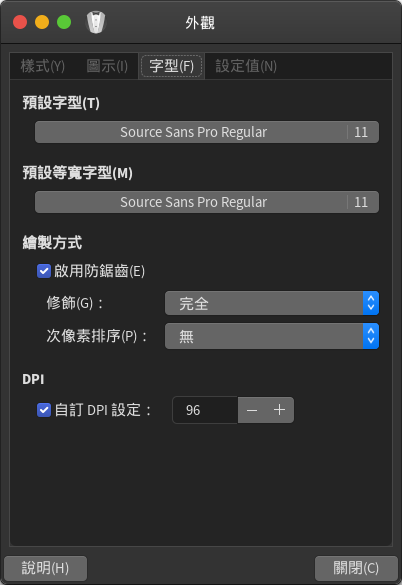 外觀
樣式(Y) 圖示(I) 字型(F) 設定值(N)
預設字型(T)
Source Sans Pro Regular 11
預設等寬字型(M)
Source Sans Pro Regular 11
繪製方式
啟用防鋸齒(E)
修飾(G)： 完全
次像素排序(P)： 無
DPI
自訂 DPI 設定： 96 − +
說明(H) 關閉(C)